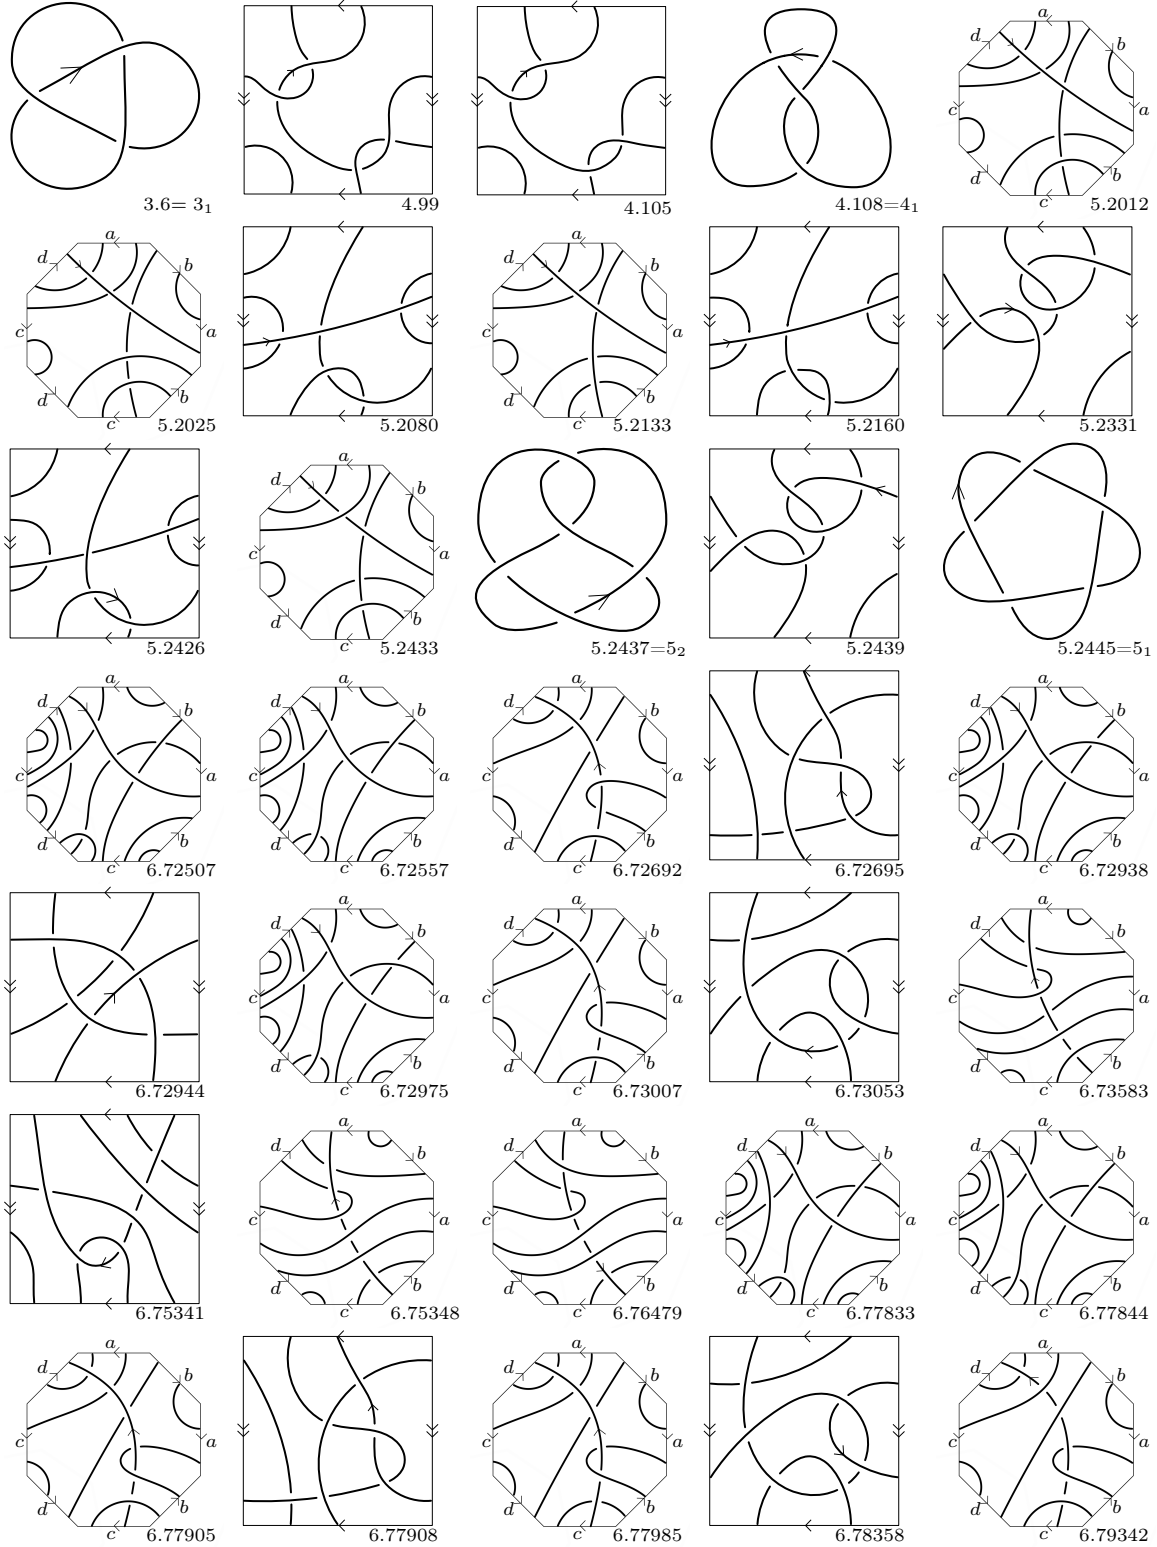 a
d b
c a
d b
3.6= 3₁ 4.99 4.105 4.108=4₁ c 5.2012
a a
d b d b
c a c a
d b d b
c 5.2025 5.2080 c 5.2133 5.2160 5.2331
a
d b
c a
d b
5.2426 c 5.2433 5.2437=5₂ 5.2439 5.2445=5₁
a a a a
d b d b d b d b
c a c a c a c a
d b d b d b d b
c 6.72507 c 6.72557 c 6.72692 6.72695 c 6.72938
a a a
d b d b d b
c a c a c a
d b d b d b
6.72944 c 6.72975 c 6.73007 6.73053 c 6.73583
a a a a
d b d b d b d b
c a c a c a c a
d b d b d b d b
6.75341 c 6.75348 c 6.76479 c 6.77833 c 6.77844
a a a
d b d b d b
c a c a c a
d b d b d b
c 6.77905 6.77908 c 6.77985 6.78358 c 6.79342